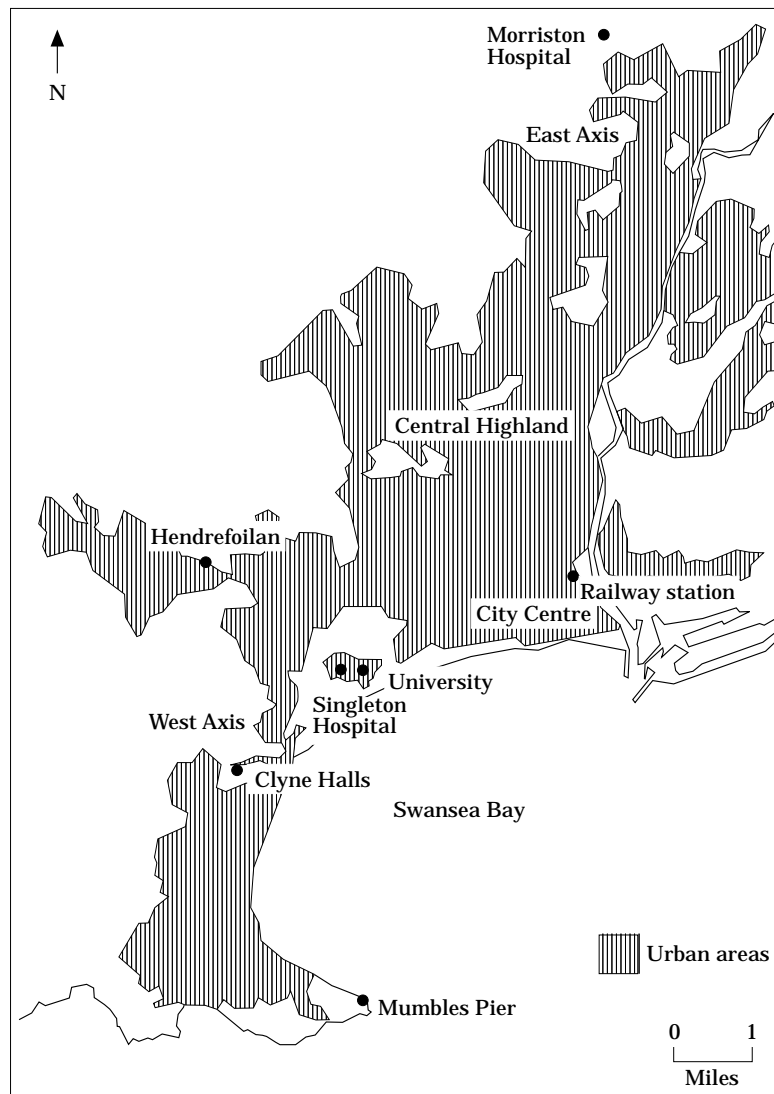 Morriston
Hospital
N
East Axis
Central Highland
Hendrefoilan
Railway station
City Centre
University
Singleton
Hospital
West Axis
Clyne Halls
Swansea Bay
Urban areas
Mumbles Pier
0 1
Miles